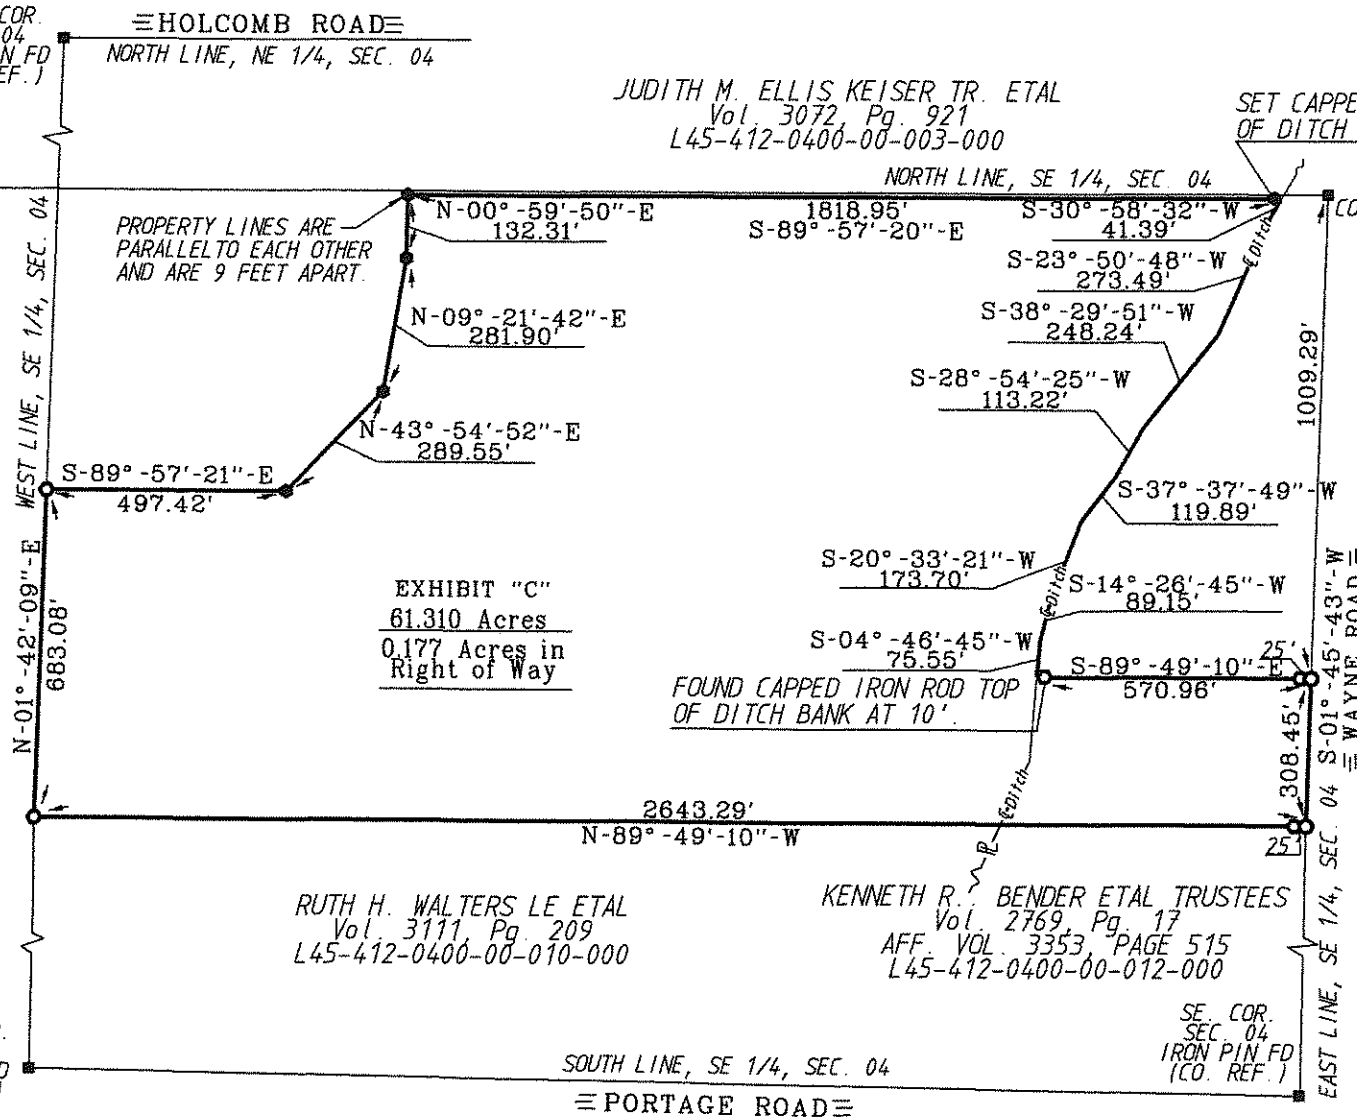 COR.
04
N FD
EF.)
HOLCOMB ROAD
NORTH LINE, NE 1/4, SEC. 04
JUDITH M. ELLIS KEISER TR. ETAL
Vol. 3072, Pg. 921
L45-412-0400-00-003-000
SET CAPPE
OF DITCH
NORTH LINE, SE 1/4, SEC. 04
CO
PROPERTY LINES ARE
PARALLEL TO EACH OTHER
AND ARE 9 FEET APART.
N-00°-59'-50"-E
132.31'
1818.95'
S-89°-57'-20"-E
S-30°-58'-32"-W
41.39'
℄Ditch
S-23°-50'-48"-W
273.49'
N-09°-21'-42"-E
281.90'
S-38°-29'-51"-W
248.24'
1009.29'
S-28°-54'-25"-W
113.22'
N-43°-54'-52"-E
289.55'
WEST LINE, SE 1/4, SEC. 04
S-89°-57'-21"-E
497.42'
S-37°-37'-49"-W
119.89'
S-20°-33'-21"-W
173.70'
℄Ditch
S-14°-26'-45"-W
89.15'
N-01°-42'-09"-E
683.08'
EXHIBIT "C"
61.310 Acres
0.177 Acres in
Right of Way
S-04°-46'-45"-W
75.55'
25'
S-89°-49'-10"-E
570.96'
FOUND CAPPED IRON ROD TOP
OF DITCH BANK AT 10'.
308.45'
S-01°-45'-43"-W
WAYNE ROAD
℄Ditch
2643.29'
N-89°-49'-10"-W
25'
PL
RUTH H. WALTERS LE ETAL
Vol. 3111, Pg. 209
L45-412-0400-00-010-000
KENNETH R. BENDER ETAL TRUSTEES
Vol. 2769, Pg. 17
AFF. VOL. 3353, PAGE 515
L45-412-0400-00-012-000
EAST LINE, SE 1/4, SEC. 04
SE. COR.
SEC. 04
IRON PIN FD
(CO. REF.)
SOUTH LINE, SE 1/4, SEC. 04
PORTAGE ROAD